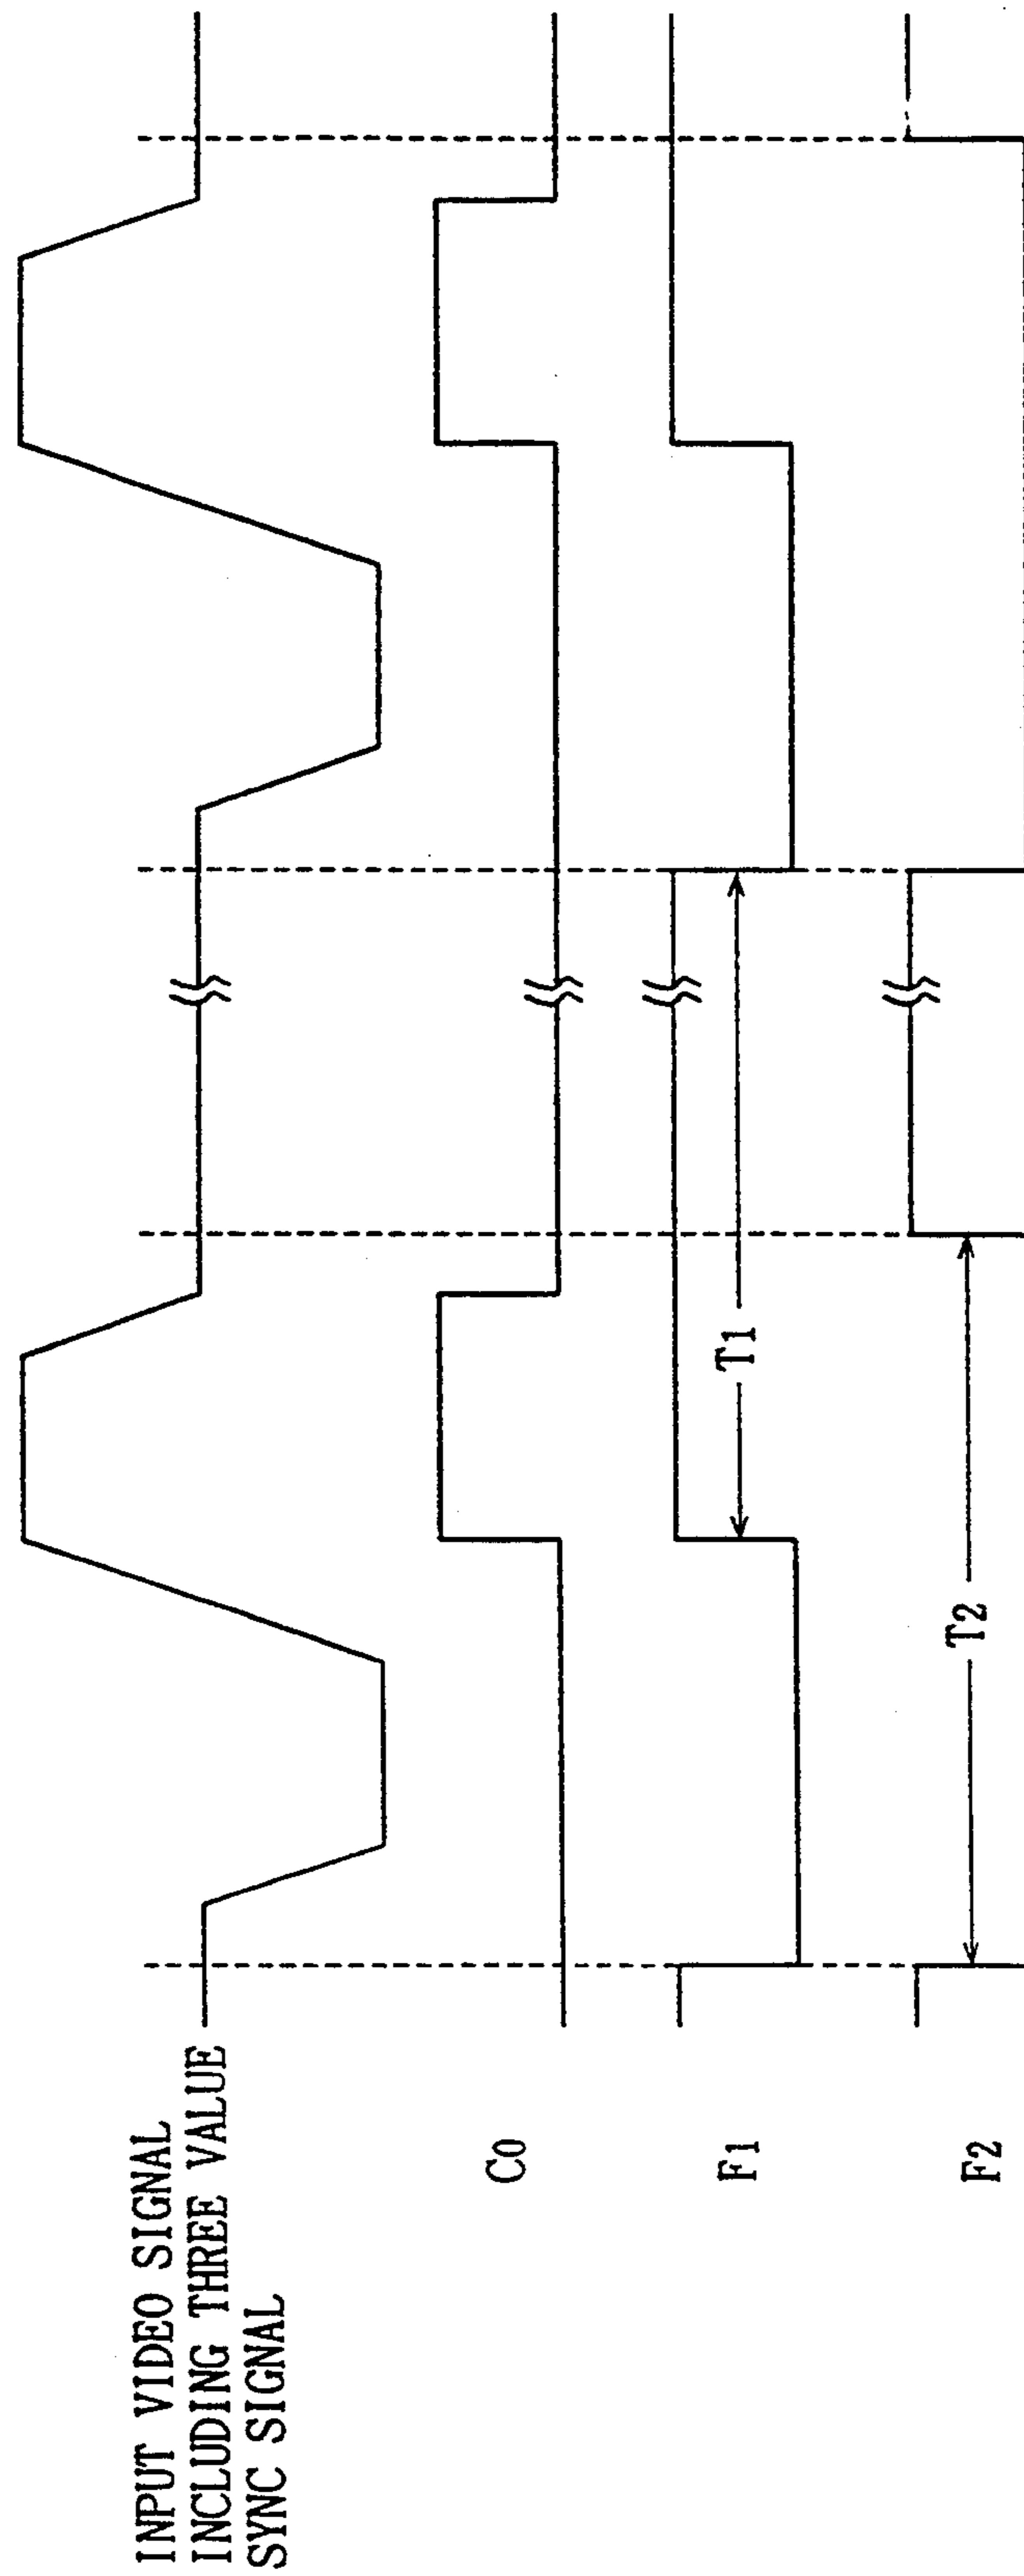 INPUT VIDEO SIGNAL
INCLUDING THREE VALUE
SYNC SIGNAL
C0
F1
T1
F2
T2